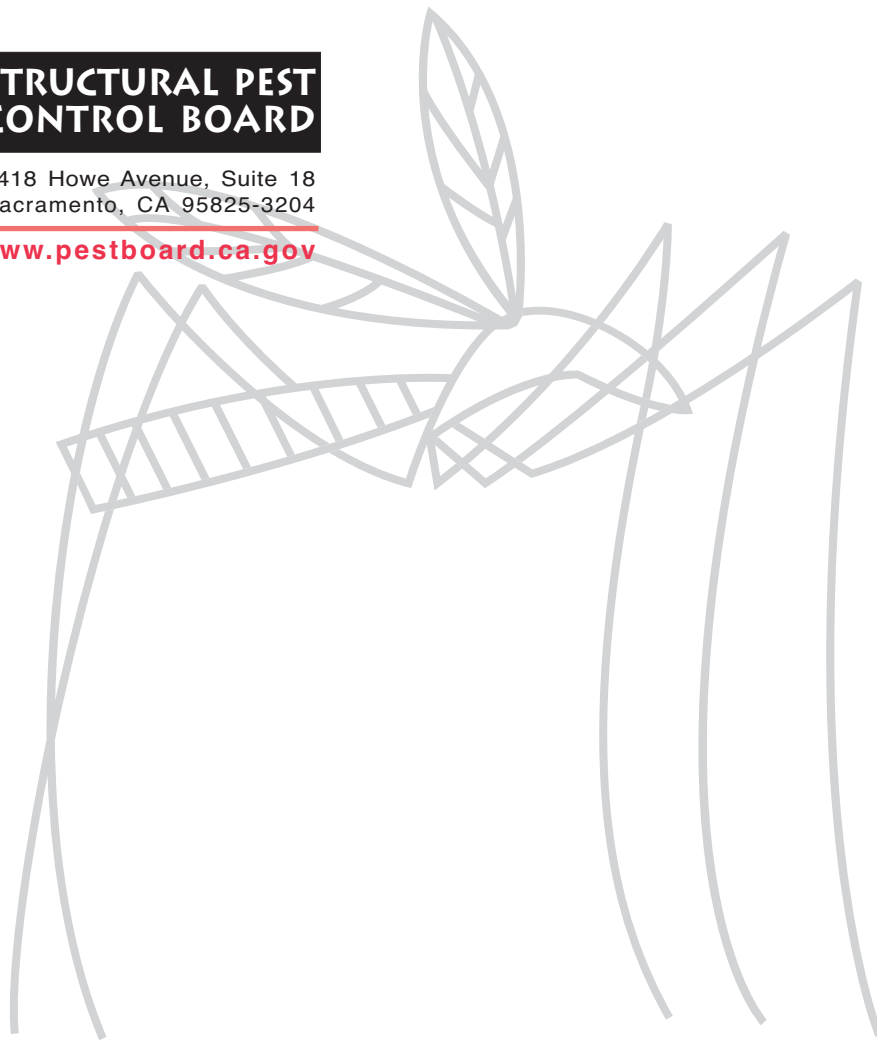 TRUCTURAL PEST
CONTROL BOARD
418 Howe Avenue, Suite 18
acramento, CA 95825-3204
ww.pestboard.ca.gov